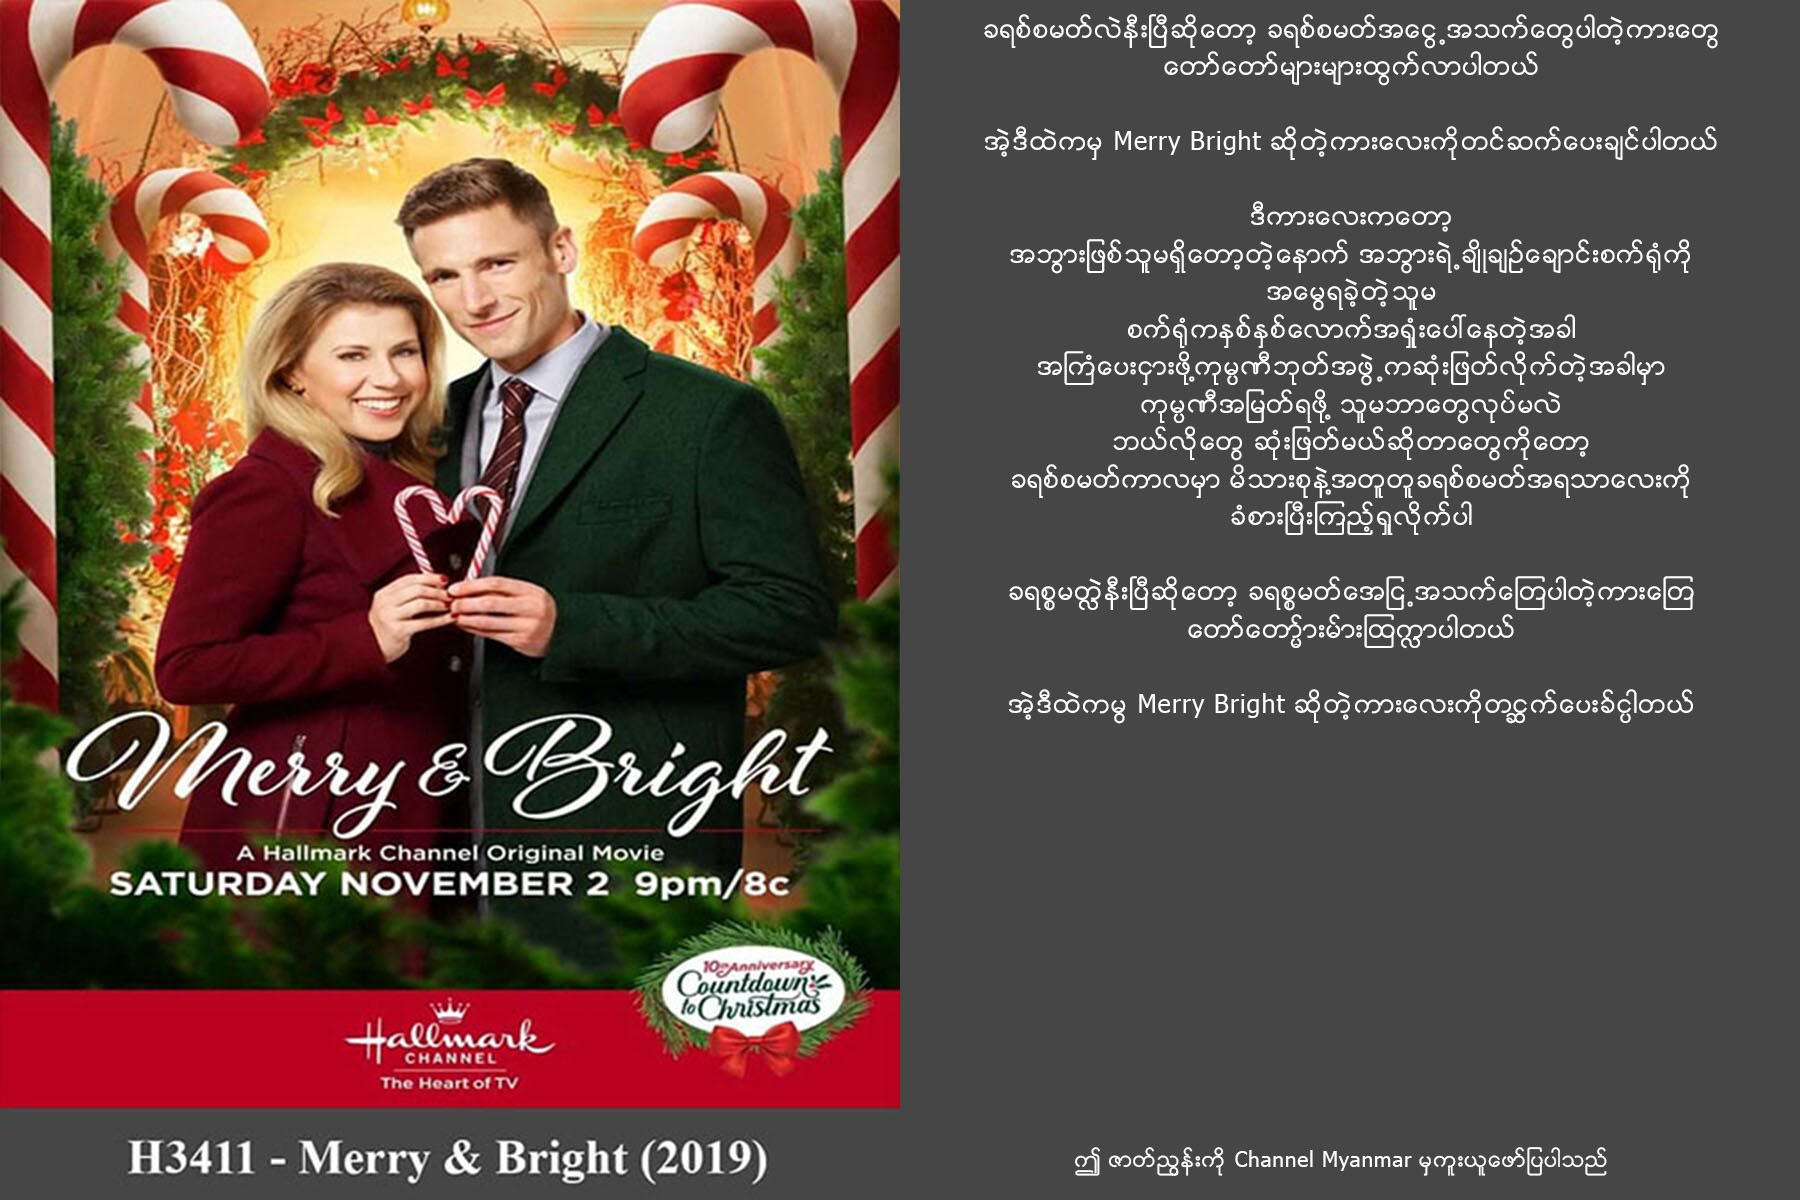 Merry & Bright
A Hallmark Channel Original Movie
SATURDAY NOVEMBER 2 9pm/8c
10th Anniversary
Countdown
to Christmas
Hallmark
CHANNEL
The Heart of TV
H3411 - Merry & Bright (2019)
ခရစ်စမတ်လဲနီးပြီဆိုတော့ ခရစ်စမတ်အငွေ့အသက်တွေပါတဲ့ကားတွေ
တော်တော်များများထွက်လာပါတယ်
အဲ့ဒီထဲကမှ Merry Bright ဆိုတဲ့ကားလေးကိုတင်ဆက်ပေးချင်ပါတယ်
ဒီကားလေးကတော့
အဘွားဖြစ်သူမရှိတော့တဲ့နောက် အဘွားရဲ့ချိုချဉ်ချောင်းစက်ရုံကို
အမွေရခဲ့တဲ့သူမ
စက်ရုံကနှစ်နှစ်လောက်အရှုံးပေါ်နေတဲ့အခါ
အကြံပေးငှားဖို့ကုမ္ပဏီဘုတ်အဖွဲ့ကဆုံးဖြတ်လိုက်တဲ့အခါမှာ
ကုမ္ပဏီအမြတ်ရဖို့ သူမဘာတွေလုပ်မလဲ
ဘယ်လိုတွေ ဆုံးဖြတ်မယ်ဆိုတာတွေကိုတော့
ခရစ်စမတ်ကာလမှာ မိသားစုနဲ့အတူတူခရစ်စမတ်အရသာလေးကို
ခံစားပြီးကြည့်ရှုလိုက်ပါ
ခရစ္စမတ္လဲနီးပြီဆိုတော့ ခရစ္စမတ်အေငြ့အသက်တြေပါတဲ့ကားတြေ
တော်တော်မ္ားမ်ားထြက္လာပါတယ်
အဲ့ဒီထဲကမွ Merry Bright ဆိုတဲ့ကားလေးကိုတင္ဆက်ပေးခ်င္ပါတယ်
ဤ ဇာတ်ညွှန်းကို Channel Myanmar မှကူးယူဖော်ပြပါသည်